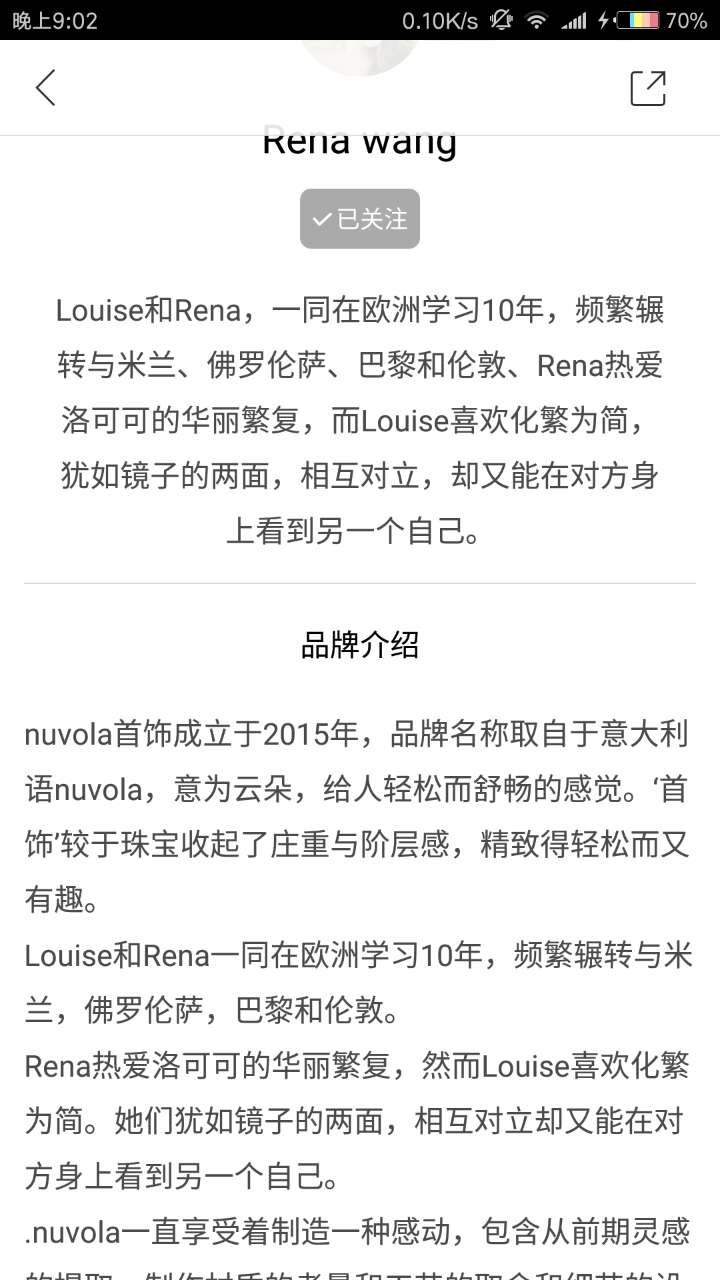 晚上9:02
0.10K/s
70%
Rena wang
已关注
Louise和Rena，一同在欧洲学习10年，频繁辗
转与米兰、佛罗伦萨、巴黎和伦敦、Rena热爱
洛可可的华丽繁复，而Louise喜欢化繁为简，
犹如镜子的两面，相互对立，却又能在对方身
上看到另一个自己。
品牌介绍
nuvola首饰成立于2015年，品牌名称取自于意大利
语nuvola，意为云朵，给人轻松而舒畅的感觉。‘首
饰’较于珠宝收起了庄重与阶层感，精致得轻松而又
有趣。
Louise和Rena一同在欧洲学习10年，频繁辗转与米
兰，佛罗伦萨，巴黎和伦敦。
Rena热爱洛可可的华丽繁复，然而Louise喜欢化繁
为简。她们犹如镜子的两面，相互对立却又能在对
方身上看到另一个自己。
.nuvola一直享受着制造一种感动，包含从前期灵感